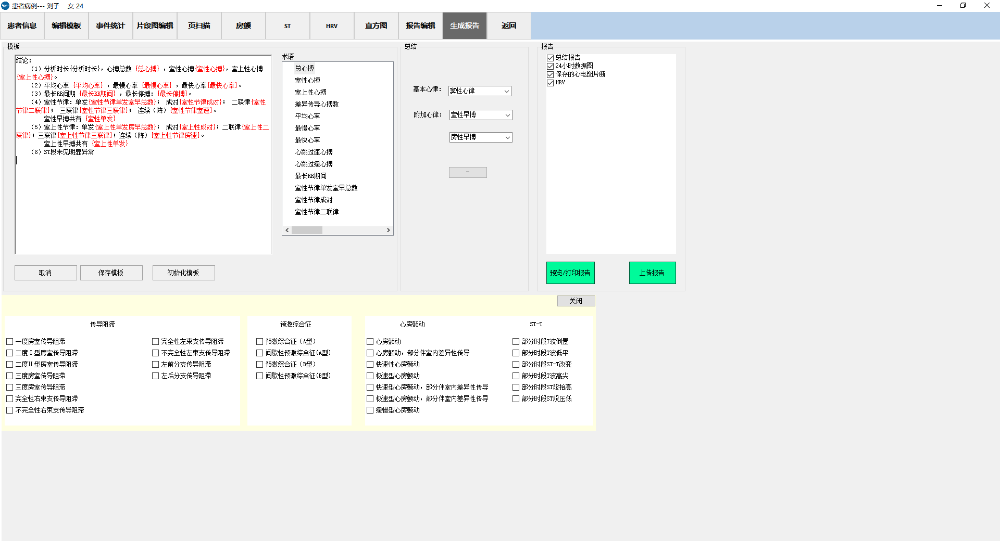 患者病例--- 刘子    女 24
患者信息 编辑模板 事件统计 片段图编辑 页扫描 房颤 ST HRV 直方图 报告编辑 生成报告 返回
模板
结论：
（1）分析时长{分析时长}，心搏总数 {总心搏} ，室性心搏{室性心搏}，室上性心搏
{室上性心搏}。
（2）平均心率 {平均心率} ，最慢心率 {最慢心率} ，最快心率{最快心率}。
（3）最长RR间期 {最长RR期间} ，最长停搏：{最长停搏}。
（4）室性节律：单发{室性节律单发室早总数}； 成对{室性节律成对}； 二联律{室性
节律二联律}； 三联律{室性节律三联律}； 连续（阵）{室性节律室速}。
室性早搏共有 {室性单发}
（5）室上性节律：单发{室上性单发房早总数}； 成对{室上性成对}；二联律{室上性二
联律}；三联律{室上性节律三联律}；连续（阵）{室上性节律房速}。
室上性早搏共有 {室上性单发}
（6）ST段未见明显异常
取消 保存模板 初始化模板
术语
总心搏
室性心搏
室上性心搏
差异传导心搏数
平均心率
最慢心率
最快心率
心跳过速心搏
心跳过缓心搏
最长RR期间
室性节律单发室早总数
室性节律成对
室性节律二联律
总结
基本心律： 窦性心律
附加心律： 室性早搏
房性早搏
-
报告
总结报告
24小时数据图
保存的心电图片断
HRV
预览/打印报告 上传报告
关闭
传导阻滞
一度房室传导阻滞
二度Ⅰ型房室传导阻滞
二度Ⅱ型房室传导阻滞
三度房室传导阻滞
三度房室传导阻滞
完全性右束支传导阻滞
不完全性右束支传导阻滞
完全性左束支传导阻滞
不完全性左束支传导阻滞
左前分支传导阻滞
左后分支传导阻滞
预激综合征
预激综合征（A型）
间歇性预激综合征(A型)
预激综合征（B型）
间歇性预激综合征(B型)
心房颤动
心房颤动
心房颤动，部分伴室内差异性传导
快速性心房颤动
极速型心房颤动
快速型心房颤动，部分伴室内差异性传导
极速型心房颤动，部分伴室内差异性传导
缓慢型心房颤动
ST-T
部分时段T波倒置
部分时段T波低平
部分时段ST-T改变
部分时段T波高尖
部分时段ST段抬高
部分时段ST段压低